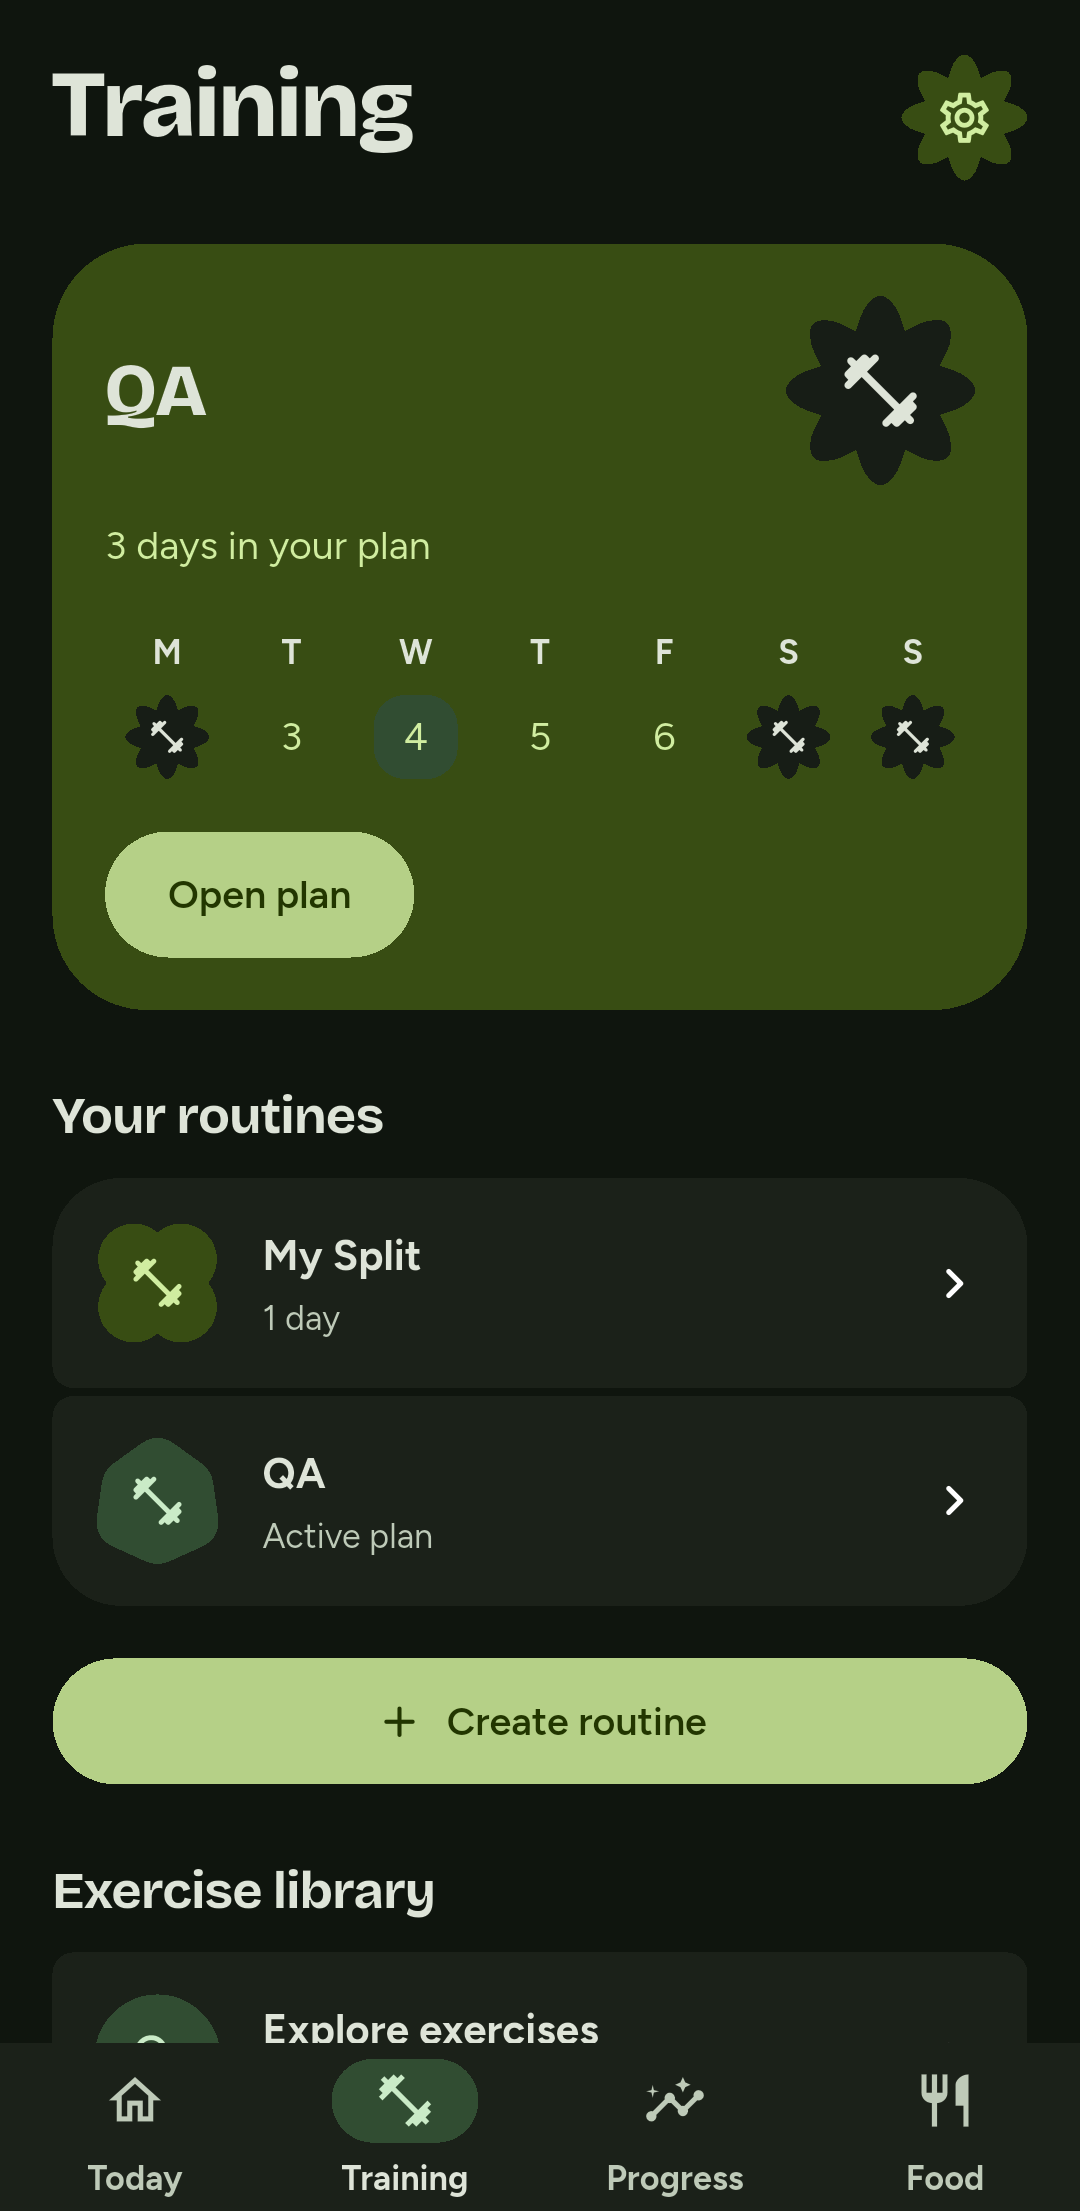 Training
QA
3 days in your plan
M T W T F S S
3 4 5 6
Open plan
Your routines
My Split
1 day
QA
Active plan
Create routine
Exercise library
Explore exercises
Today Training Progress Food